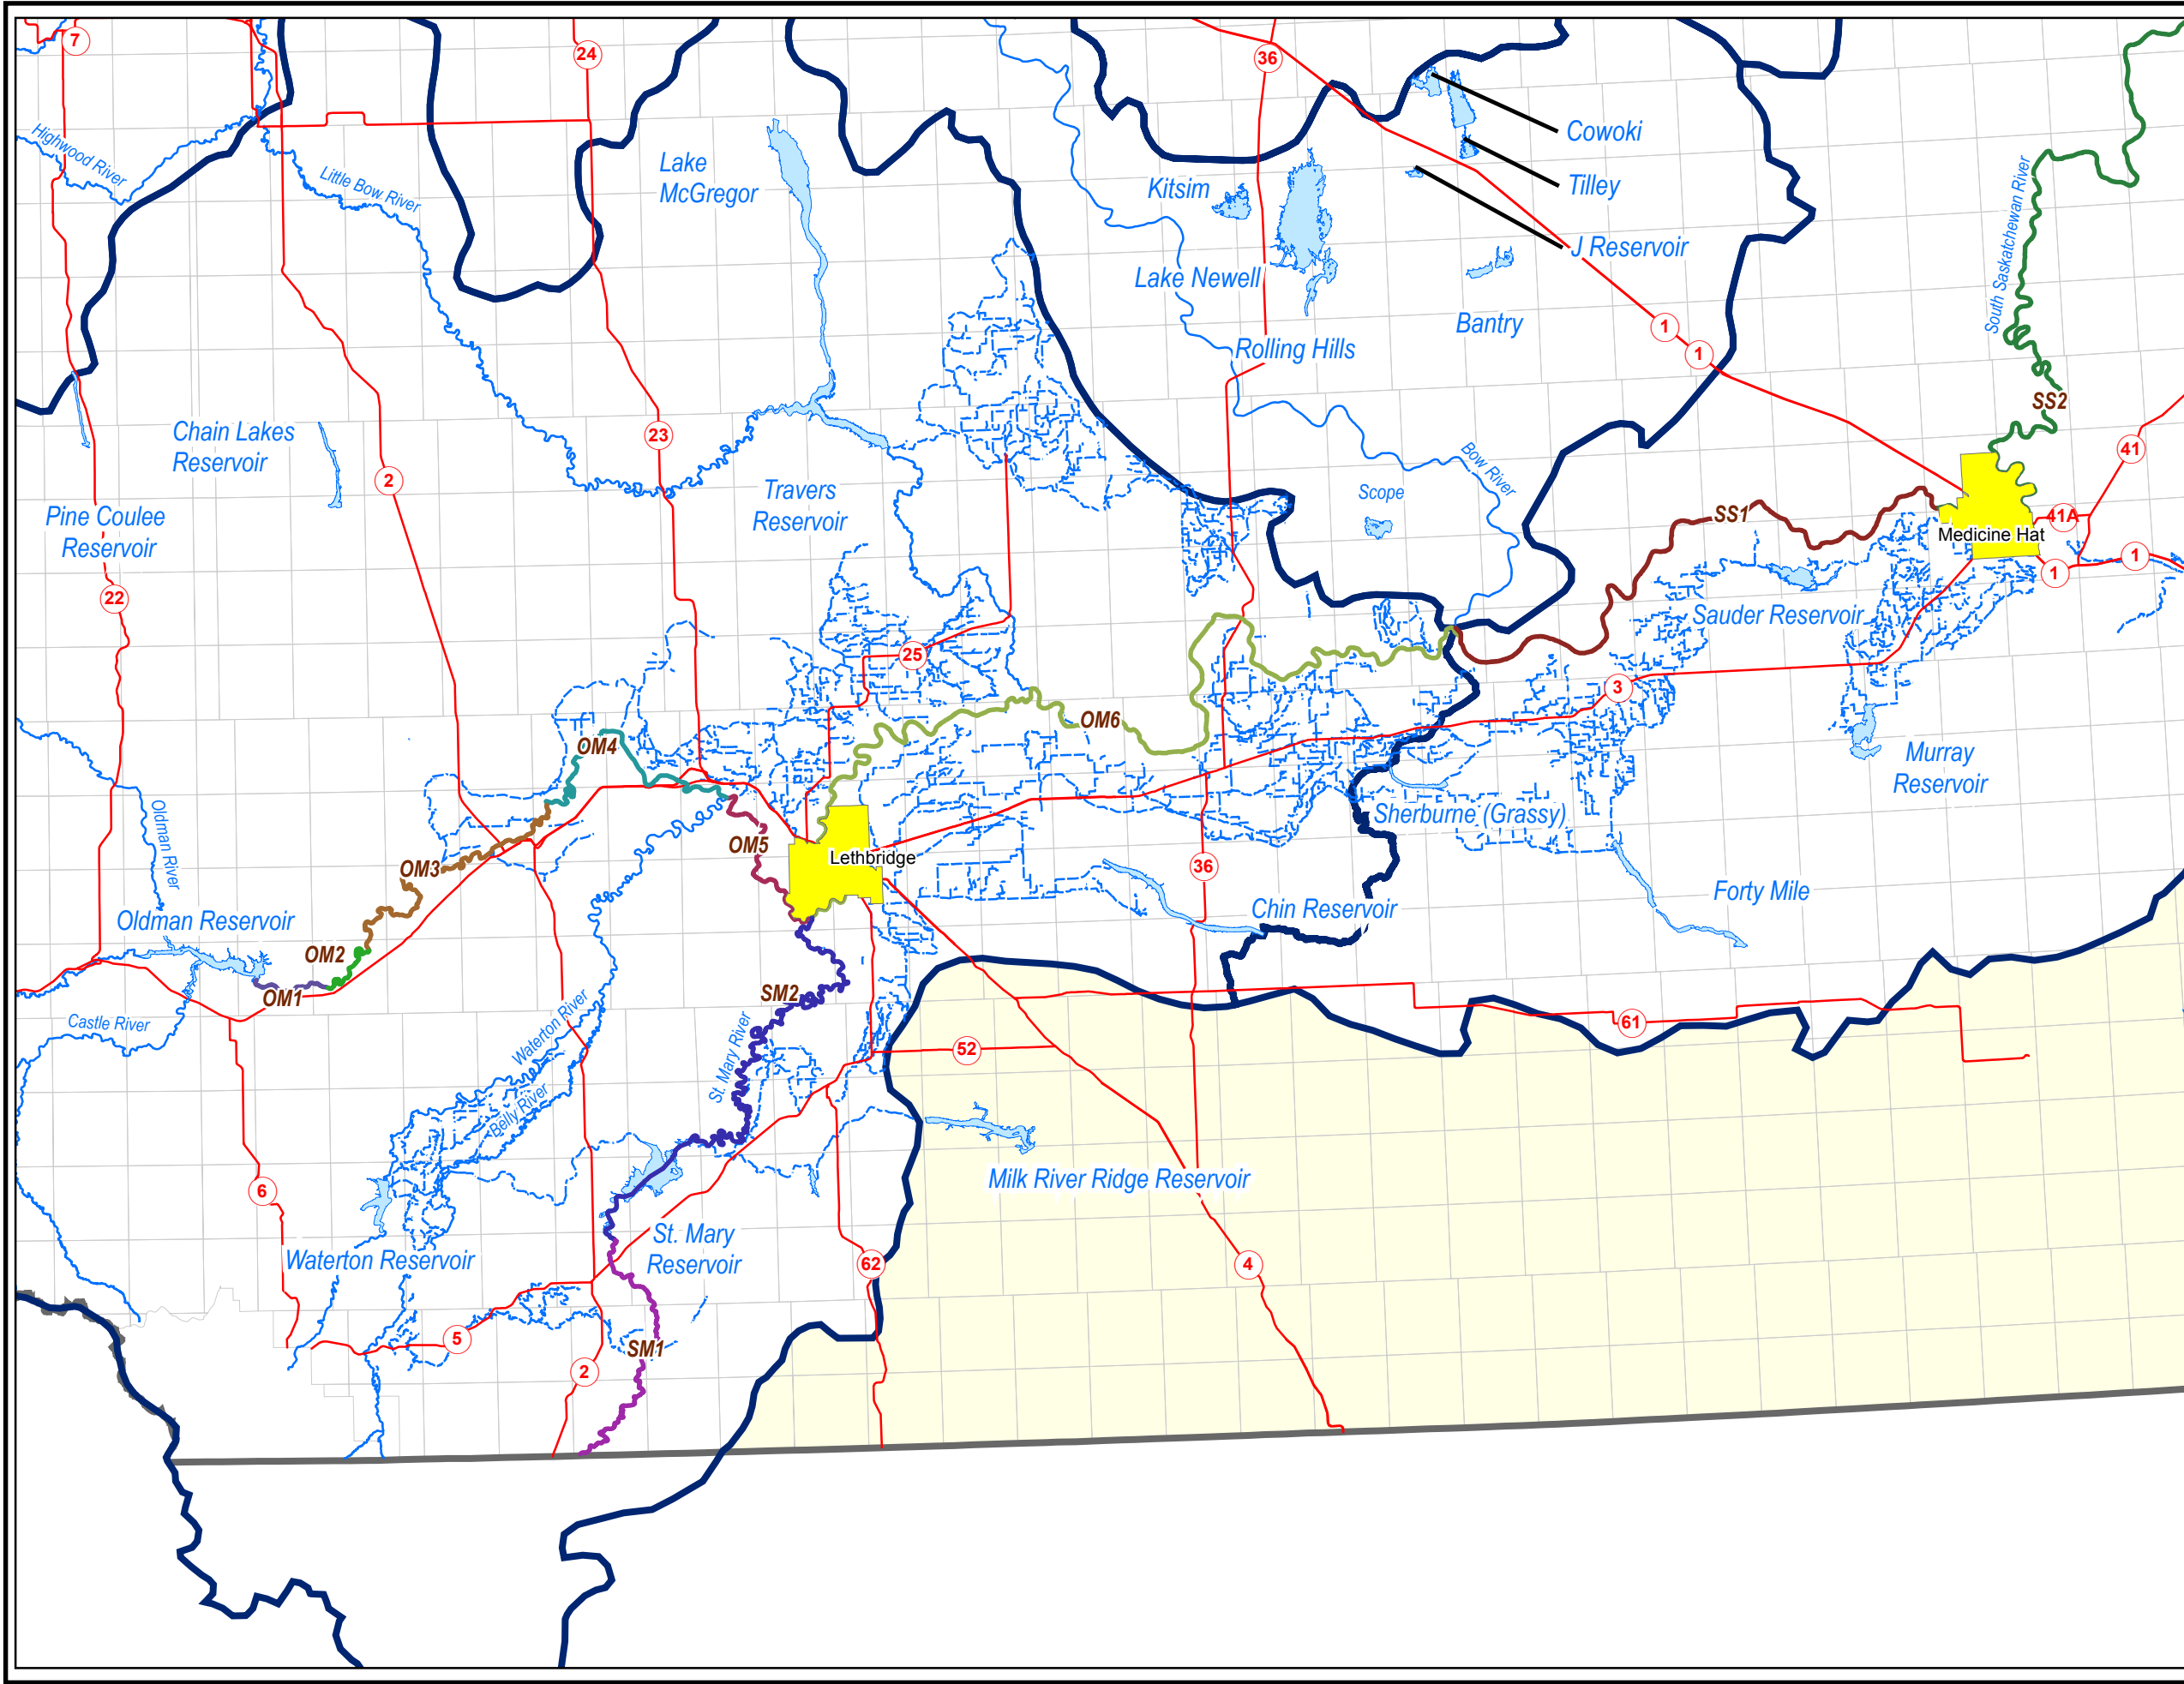 7
24
36
Highwood River
Little Bow River
Lake
McGregor
Kitsim
Cowoki
Tilley
J Reservoir
South Saskatchewan River
Lake Newell
Bantry
Rolling Hills
1
1
SS2
41
Chain Lakes
Reservoir
2
23
Travers
Reservoir
Scope
Bow River
Pine Coulee
Reservoir
SS1
41A
Medicine Hat
1
1
22
25
Sauder Reservoir
3
OM4
OM6
Murray
Reservoir
Oldman River
OM3
OM5
Lethbridge
36
Sherburne (Grassy)
Oldman Reservoir
OM2
Chin Reservoir
Forty Mile
OM1
SM2
Castle River
Waterton River
St. Mary River
52
61
Belly River
6
Milk River Ridge Reservoir
Waterton Reservoir
St. Mary
Reservoir
62
4
5
SM1
2